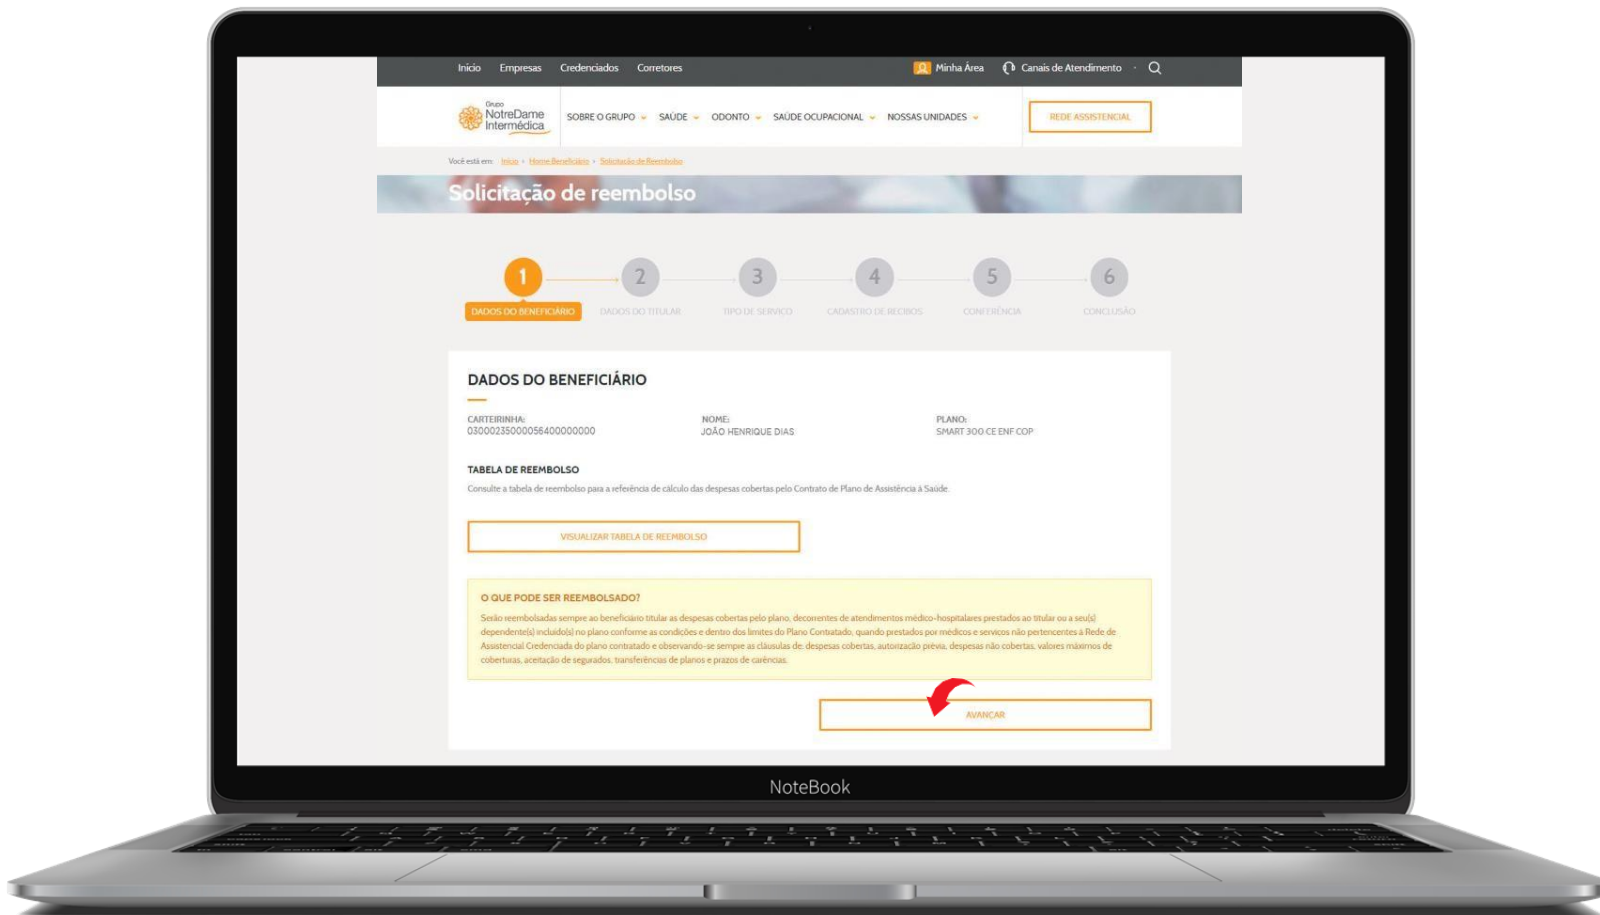 Início Empresas Credenciados Corretores Minha Área Canais de Atendimento
Grupo
NotreDame
Intermédica
SOBRE O GRUPO SAÚDE ODONTO SAÚDE OCUPACIONAL NOSSAS UNIDADES REDE ASSISTENCIAL
Você está em: Início › Home Beneficiário › Solicitação de Reembolso
Solicitação de reembolso
1 2 3 4 5 6
DADOS DO BENEFICIÁRIO DADOS DO TITULAR TIPO DE SERVIÇO CADASTRO DE RECIBOS CONFERÊNCIA CONCLUSÃO
DADOS DO BENEFICIÁRIO
CARTEIRINHA: NOME: PLANO:
03000235000056400000000 JOÃO HENRIQUE DIAS SMART 300 CE ENF COP
TABELA DE REEMBOLSO
Consulte a tabela de reembolso para a referência de cálculo das despesas cobertas pelo Contrato de Plano de Assistência à Saúde.
VISUALIZAR TABELA DE REEMBOLSO
O QUE PODE SER REEMBOLSADO?
Serão reembolsadas sempre ao beneficiário titular as despesas cobertas pelo plano, decorrentes de atendimentos médico-hospitalares prestados ao titular ou a seu(s)
dependente(s) incluído(s) no plano conforme as condições e dentro dos limites do Plano Contratado, quando prestados por médicos e serviços não pertencentes à Rede de
Assistencial Credenciada do plano contratado e observando-se sempre as cláusulas de: despesas cobertas, autorização prévia, despesas não cobertas, valores máximos de
coberturas, aceitação de segurados, transferências de planos e prazos de carências.
AVANÇAR
NoteBook